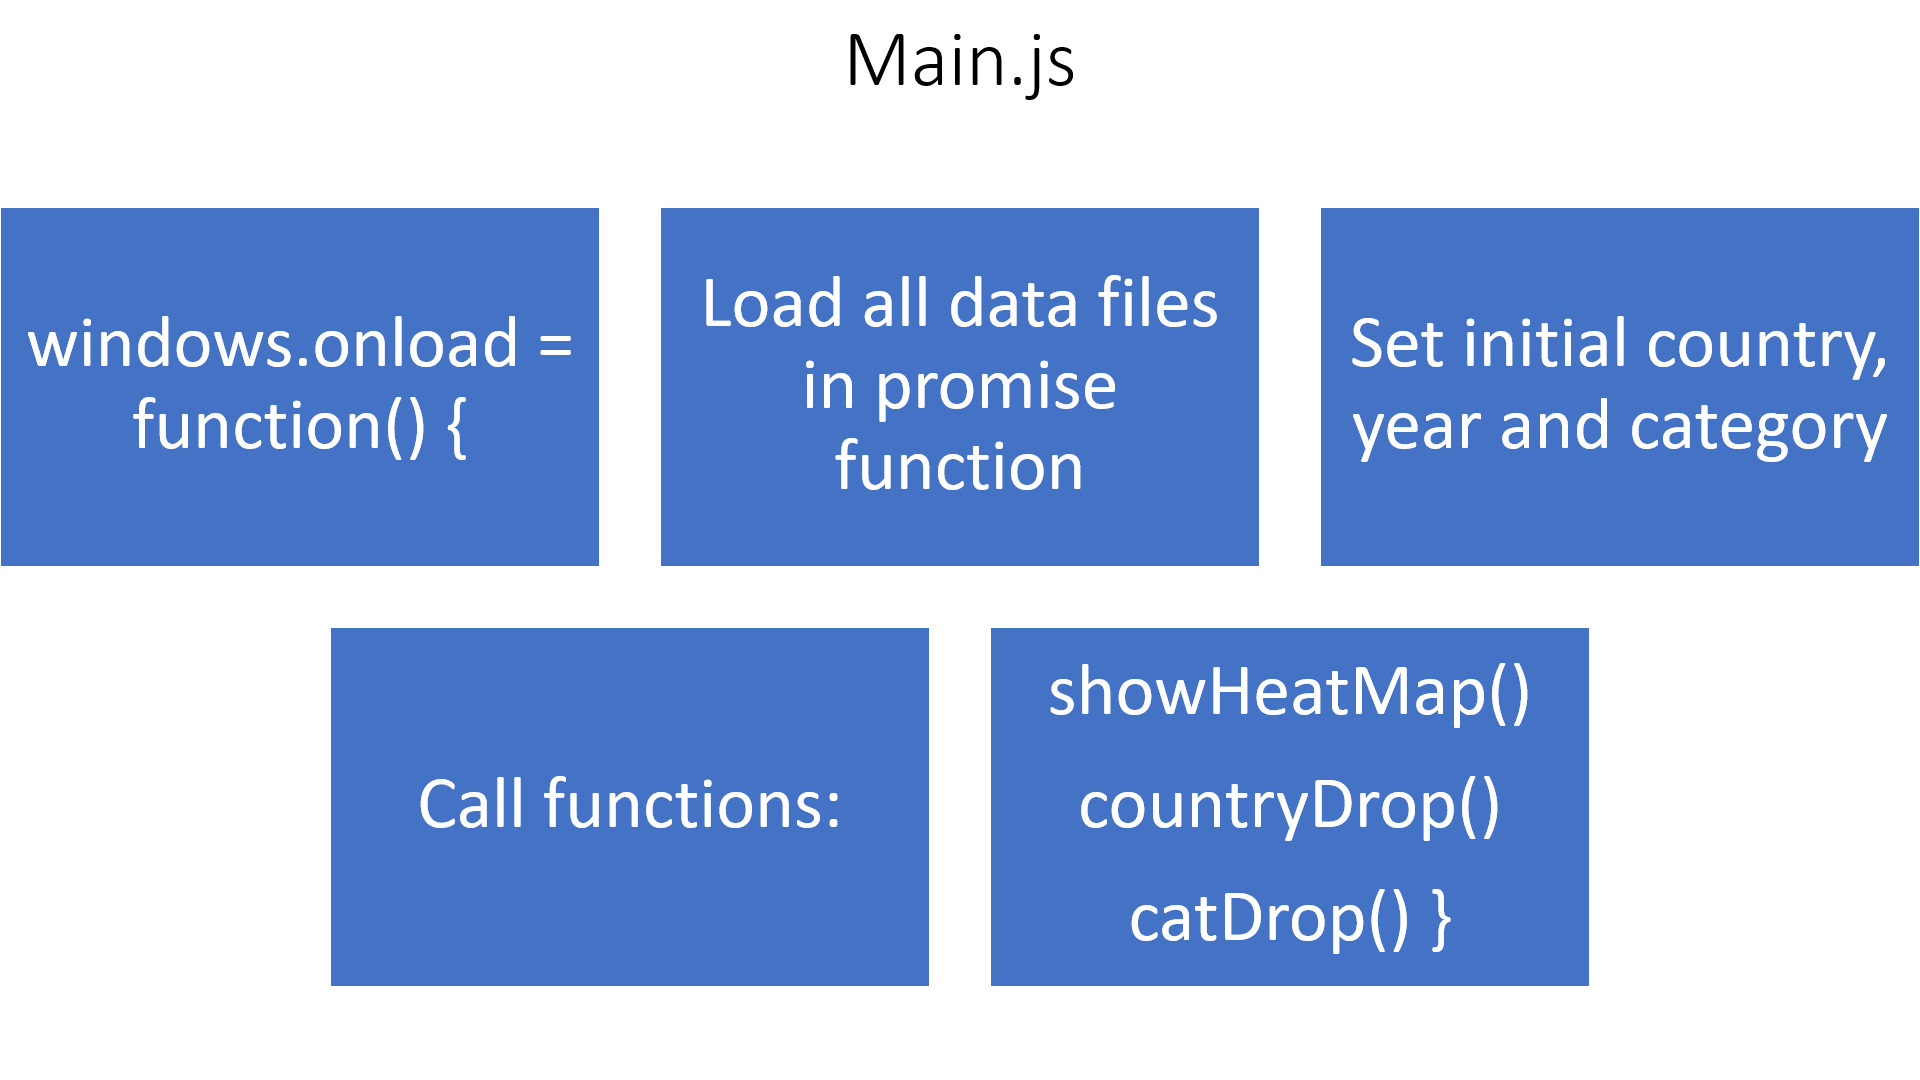 Main.js
windows.onload =
function() {
Load all data files
in promise
function
Set initial country,
year and category
Call functions:
showHeatMap()
countryDrop()
catDrop() }